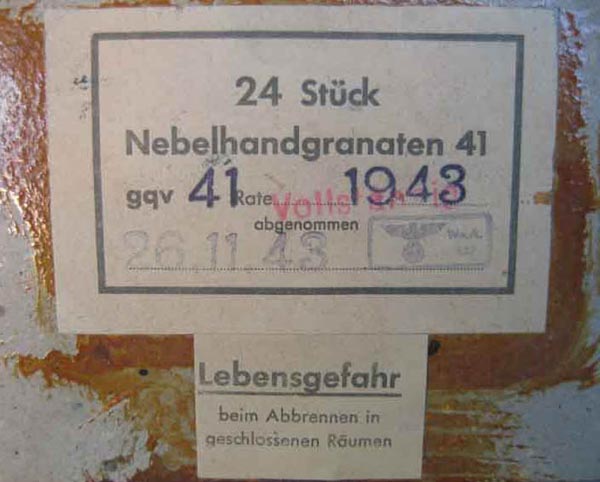 24 Stück
Nebelhandgranaten 41
gqv 41 Rate 1943
abgenommen
26.11.43
Lebensgefahr
beim Abbrennen in
geschlossenen Räumen